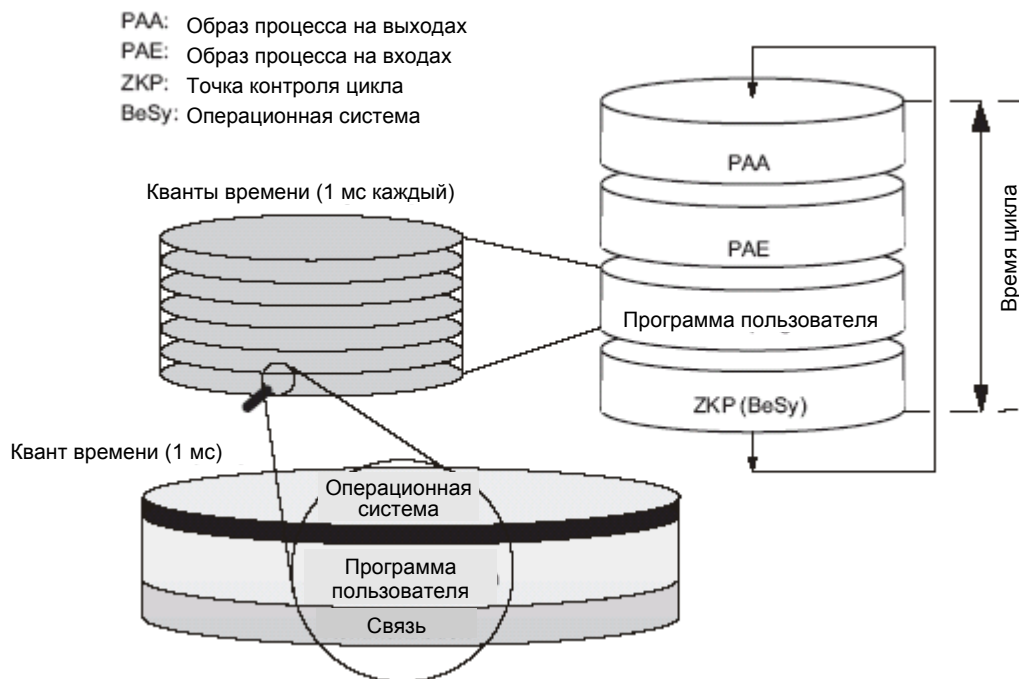 PAA: Образ процесса на выходах
PAE: Образ процесса на входах
ZKP: Точка контроля цикла
BeSy: Операционная система
Кванты времени (1 мс каждый)
PAA
PAE
Программа пользователя
ZKP (BeSy)
Время цикла
Квант времени (1 мс)
Операционная
система
Программа
пользователя
Связь